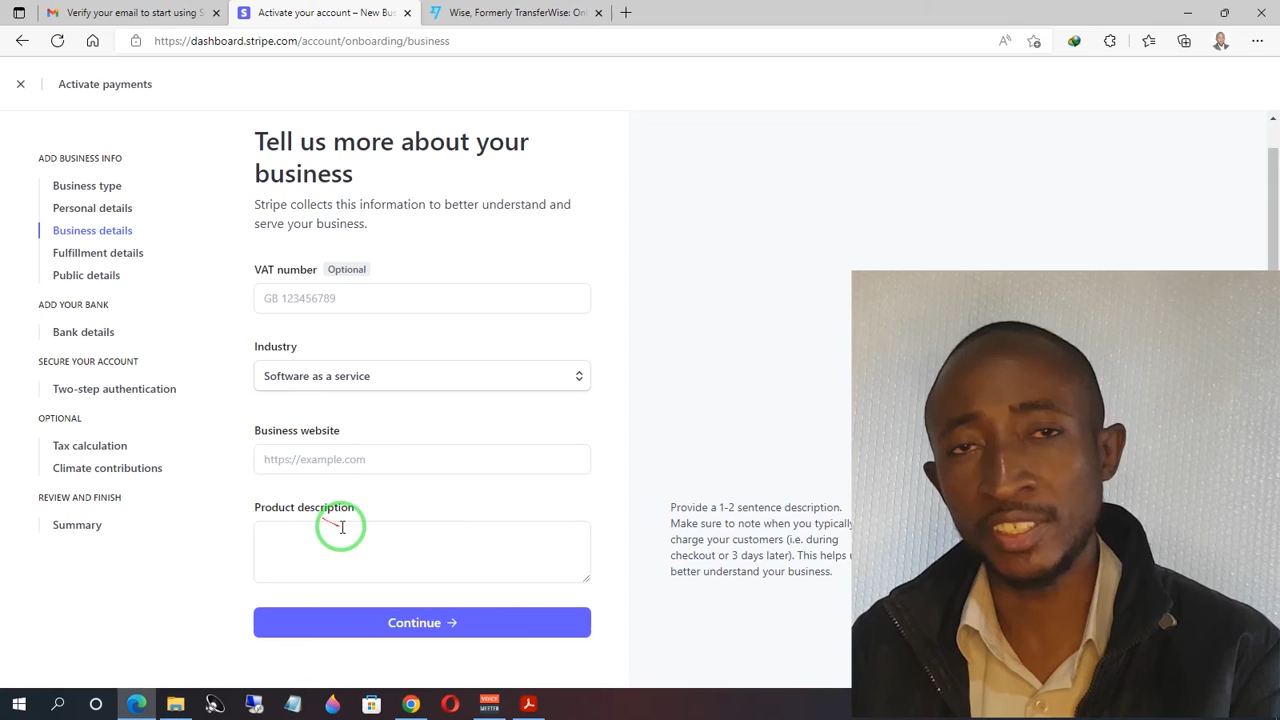 Verify your email to start using S
Activate your account – New Bus
Wise, Formerly TransferWise: Onl
https://dashboard.stripe.com/account/onboarding/business
Activate payments
ADD BUSINESS INFO
Business type
Personal details
Business details
Fulfillment details
Public details
ADD YOUR BANK
Bank details
SECURE YOUR ACCOUNT
Two-step authentication
OPTIONAL
Tax calculation
Climate contributions
REVIEW AND FINISH
Summary
Tell us more about your
business
Stripe collects this information to better understand and
serve your business.
VAT number Optional
GB 123456789
Industry
Software as a service
Business website
https://example.com
Product description
Continue →
Provide a 1-2 sentence description.
Make sure to note when you typically
charge your customers (i.e. during
checkout or 3 days later). This helps
better understand your business.
VOICE
MEETER